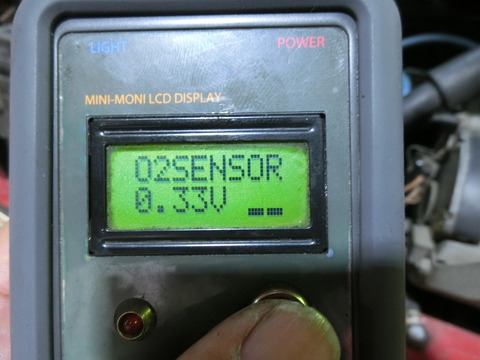 LIGHT
POWER
MINI-MONI LCD DISPLAY
O2SENSOR
0.33V